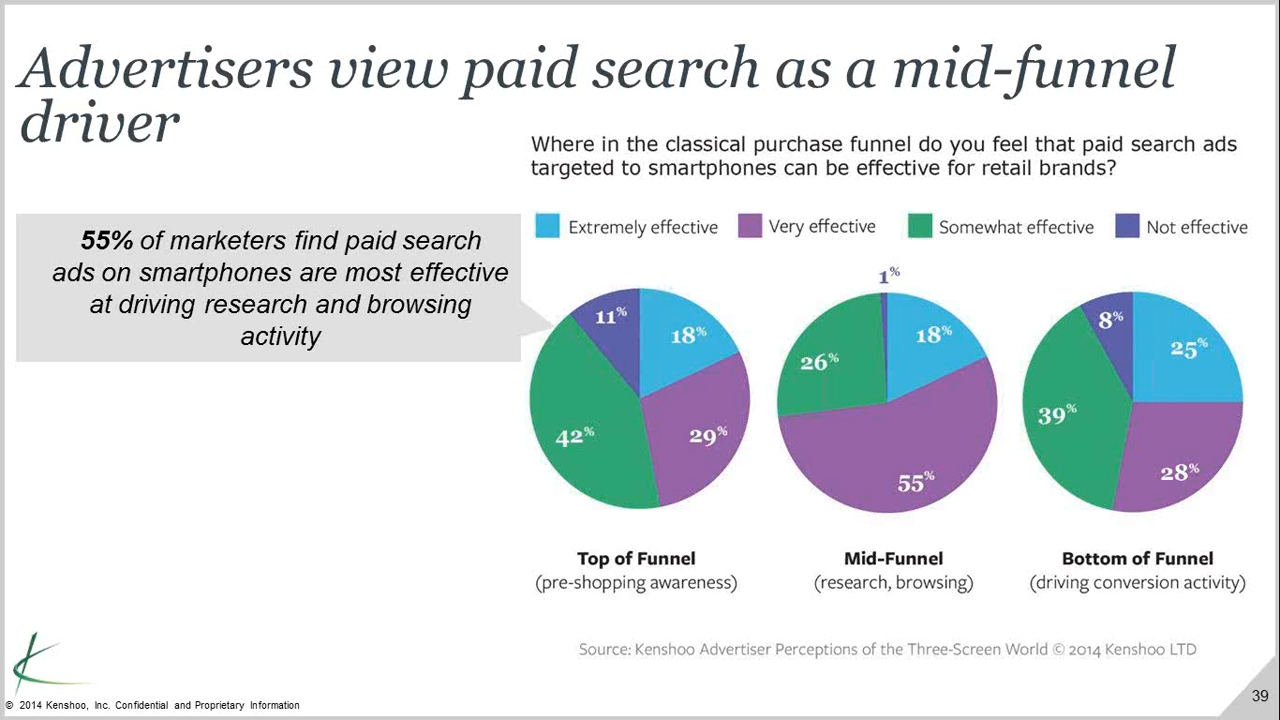 Advertisers view paid search as a mid-funnel
driver
Where in the classical purchase funnel do you feel that paid search ads
targeted to smartphones can be effective for retail brands?
55% of marketers find paid search
ads on smartphones are most effective
at driving research and browsing
activity
Extremely effective
Very effective
Somewhat effective
Not effective
11%
18%
42%
29%
1%
26%
18%
55%
8%
25%
39%
28%
Top of Funnel
(pre-shopping awareness)
Mid-Funnel
(research, browsing)
Bottom of Funnel
(driving conversion activity)
Source: Kenshoo Advertiser Perceptions of the Three-Screen World © 2014 Kenshoo LTD
© 2014 Kenshoo, Inc. Confidential and Proprietary Information
39